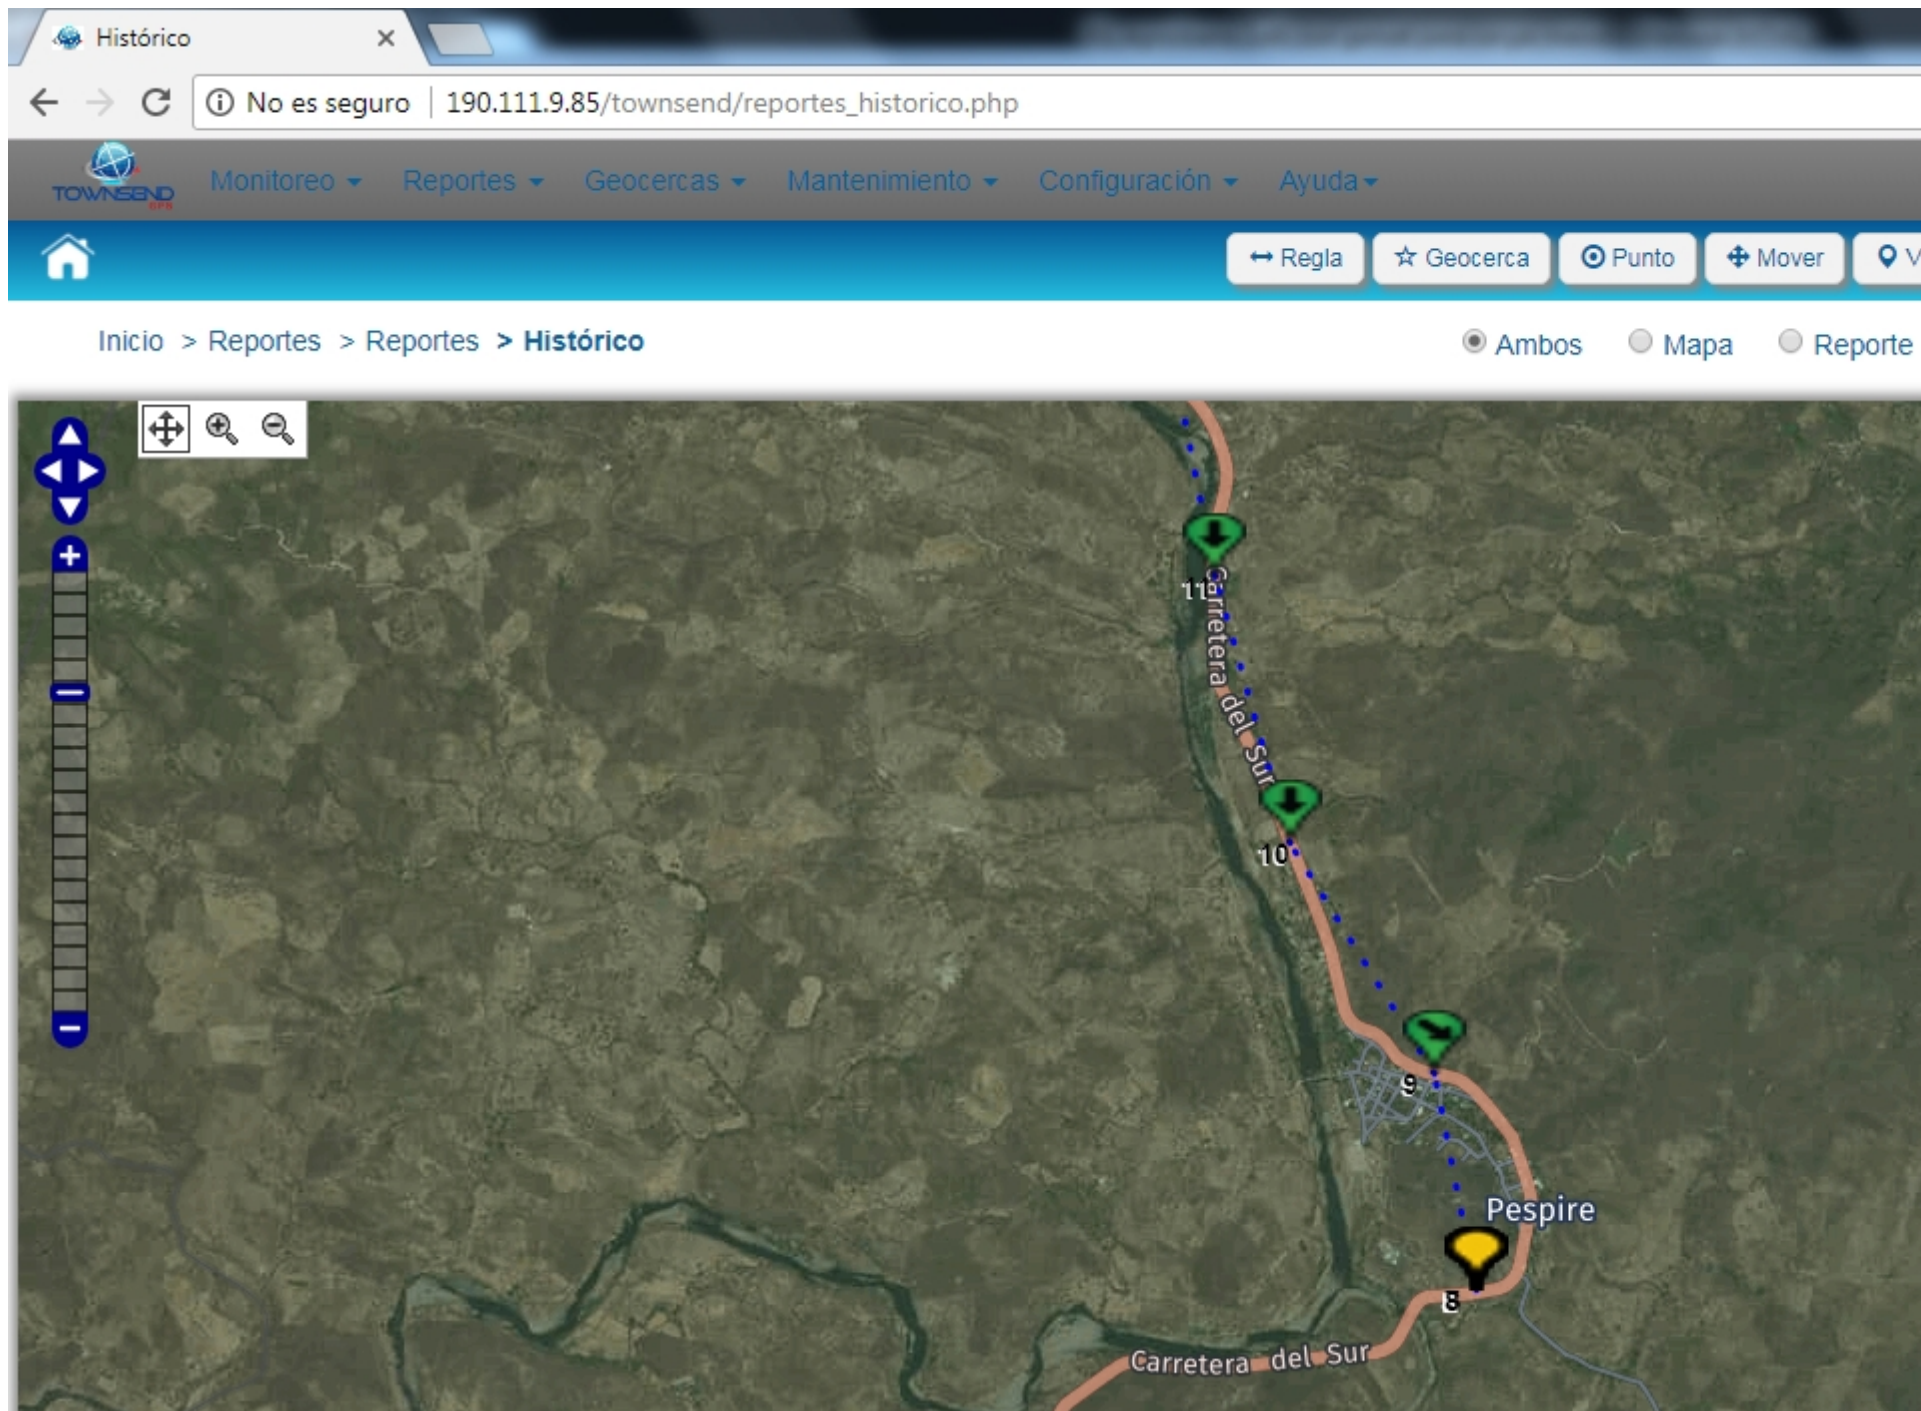 Histórico
No es seguro | 190.111.9.85/townsend/reportes_historico.php
TOWNSEND GPS Monitoreo Reportes Geocercas Mantenimiento Configuración Ayuda
Regla Geocerca Punto Mover V
Inicio > Reportes > Reportes > Histórico Ambos Mapa Reporte
11
Carretera del Sur
10
9
Pespire
8
Carretera del Sur